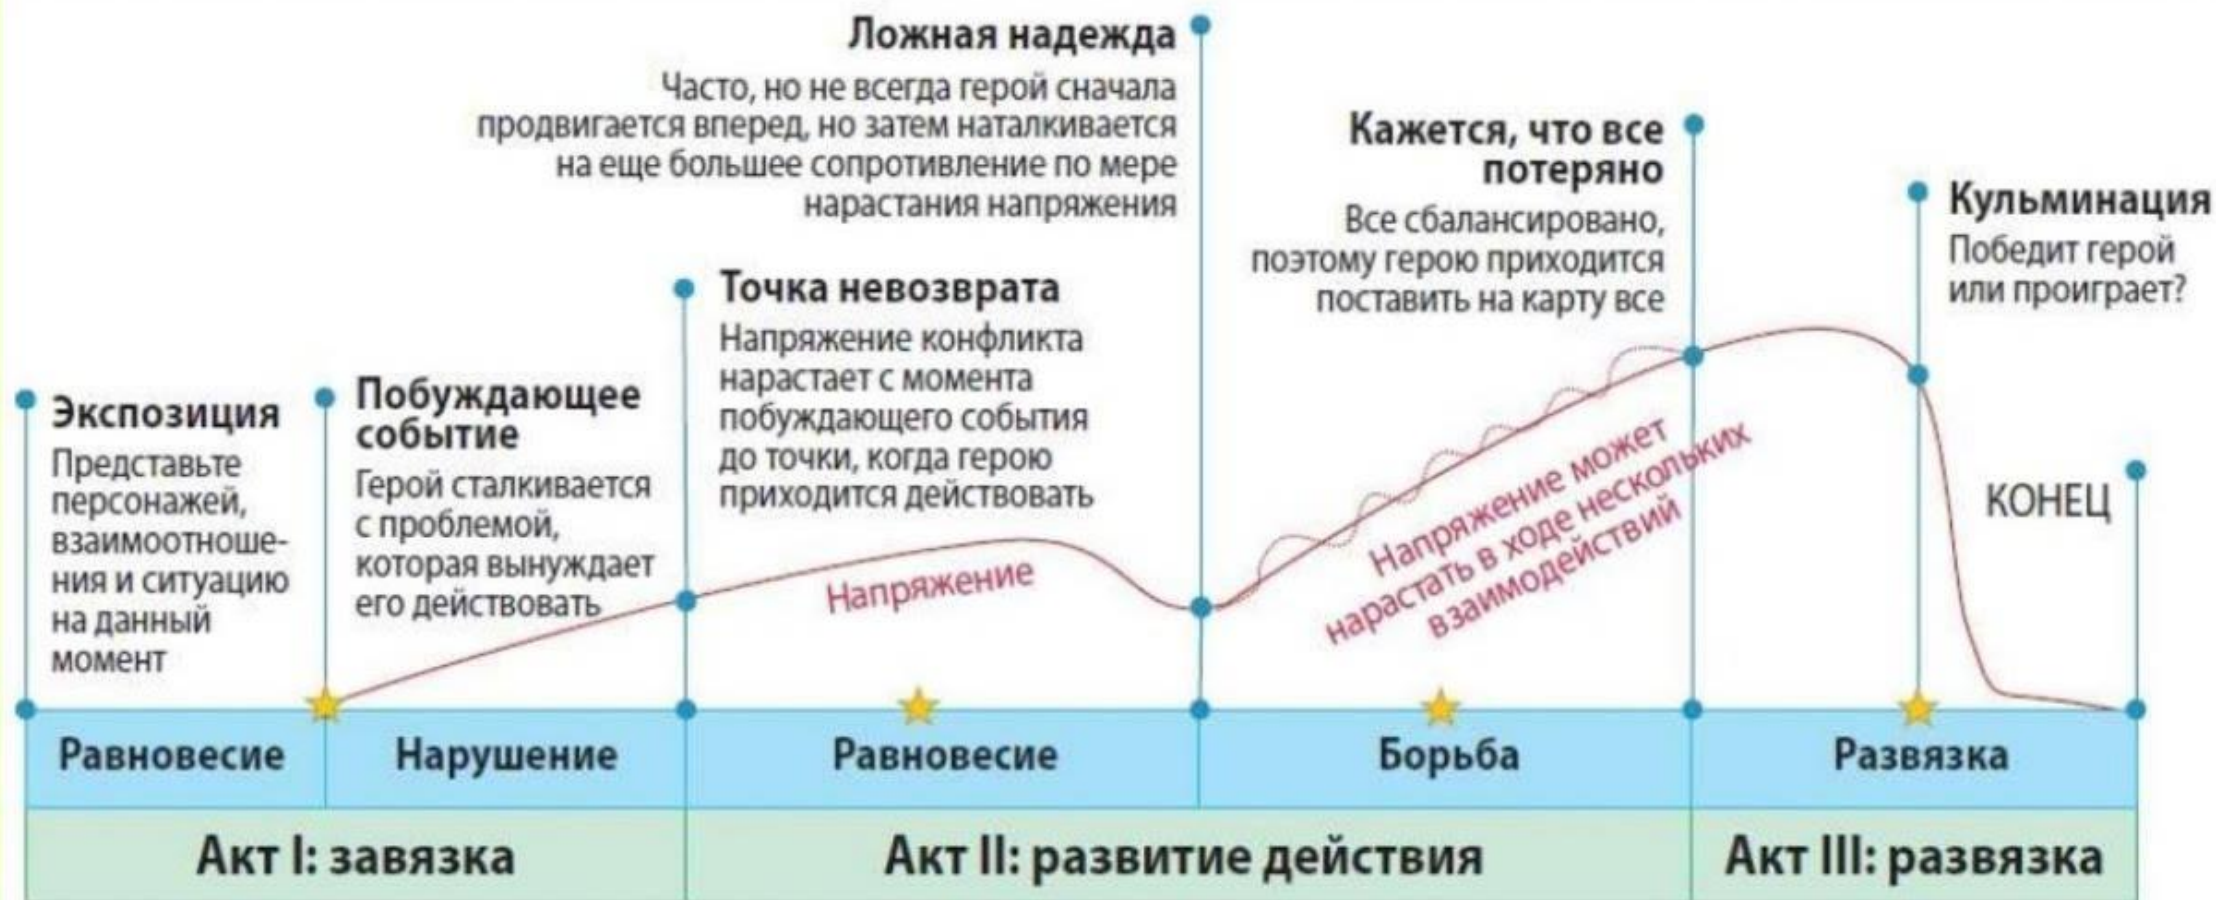 Ложная надежда
Часто, но не всегда герой сначала
продвигается вперед, но затем наталкивается
на еще большее сопротивление по мере
нарастания напряжения
Кажется, что все
потеряно
Все сбалансировано,
поэтому герою приходится
поставить на карту все
Кульминация
Победит герой
или проиграет?
Точка невозврата
Напряжение конфликта
нарастает с момента
побуждающего события
до точки, когда герою
приходится действовать
Экспозиция
Представьте
персонажей,
взаимоотноше-
ния и ситуацию
на данный
момент
Побуждающее
событие
Герой сталкивается
с проблемой,
которая вынуждает
его действовать
Напряжение
Напряжение может
нарастать в ходе нескольких
взаимодействий
КОНЕЦ
Равновесие
Нарушение
Равновесие
Борьба
Развязка
Акт I: завязка
Акт II: развитие действия
Акт III: развязка